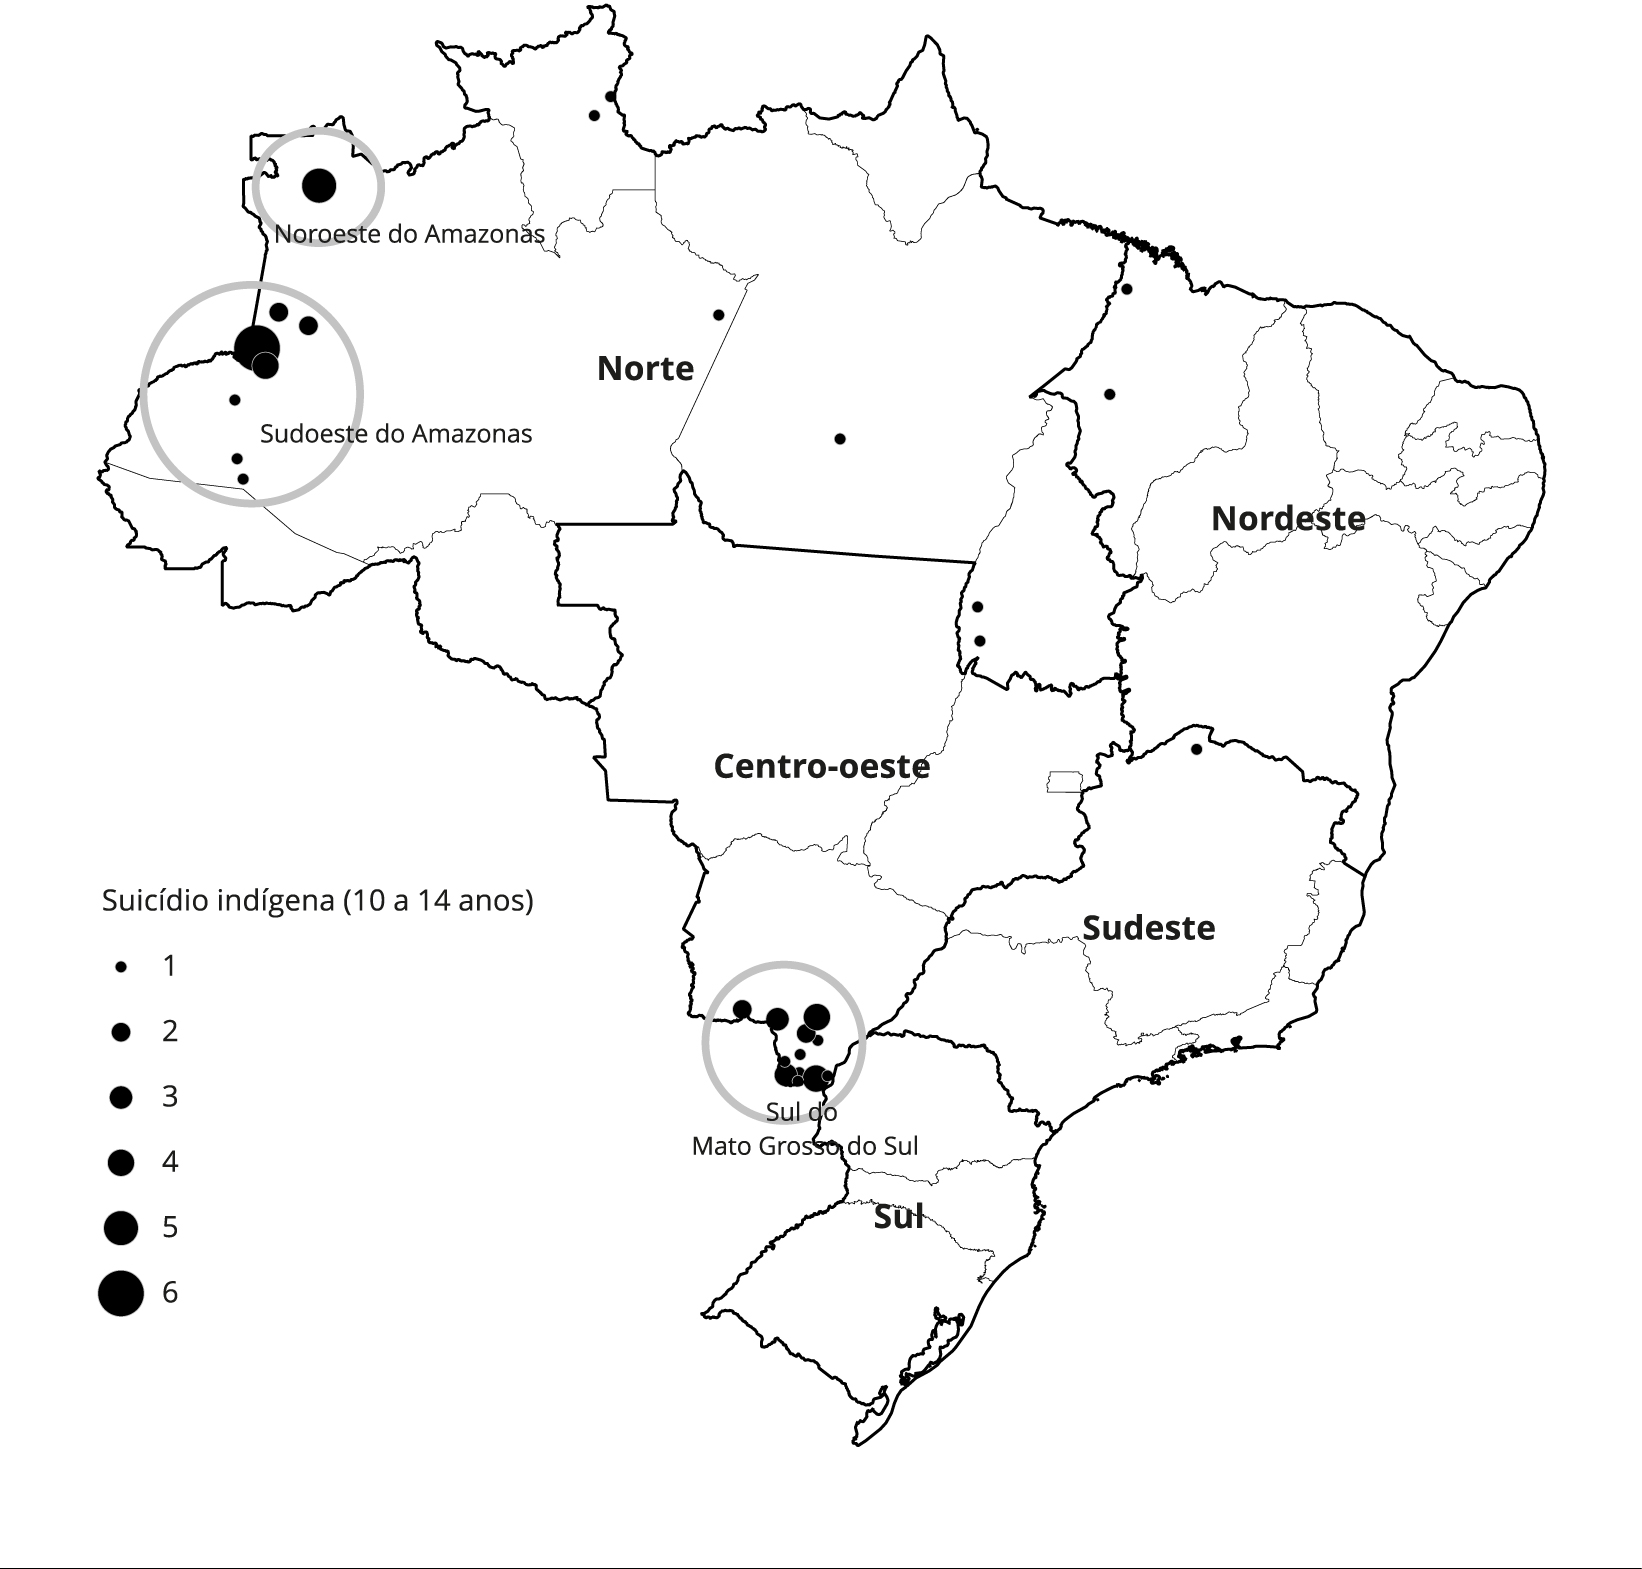 Noroeste do Amazonas
Norte
Sudoeste do Amazonas
Nordeste
Centro-oeste
Suicídio indígena (10 a 14 anos)
Sudeste
1
2
3
4
5
6
Sul do
Mato Grosso do Sul
Sul